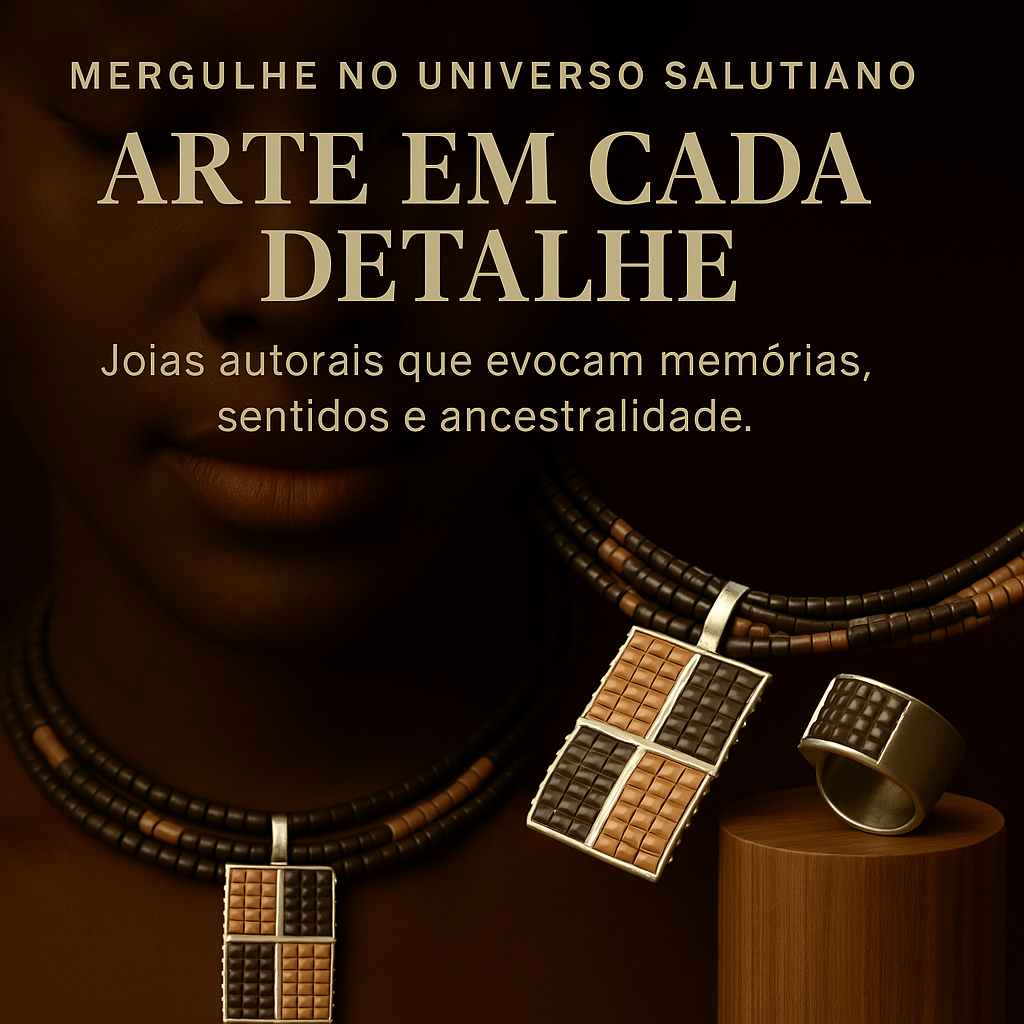 MERGULHE NO UNIVERSO SALUTIANO
ARTE EM CADA
DETALHE
Joias autorais que evocam memórias,
sentidos e ancestralidade.